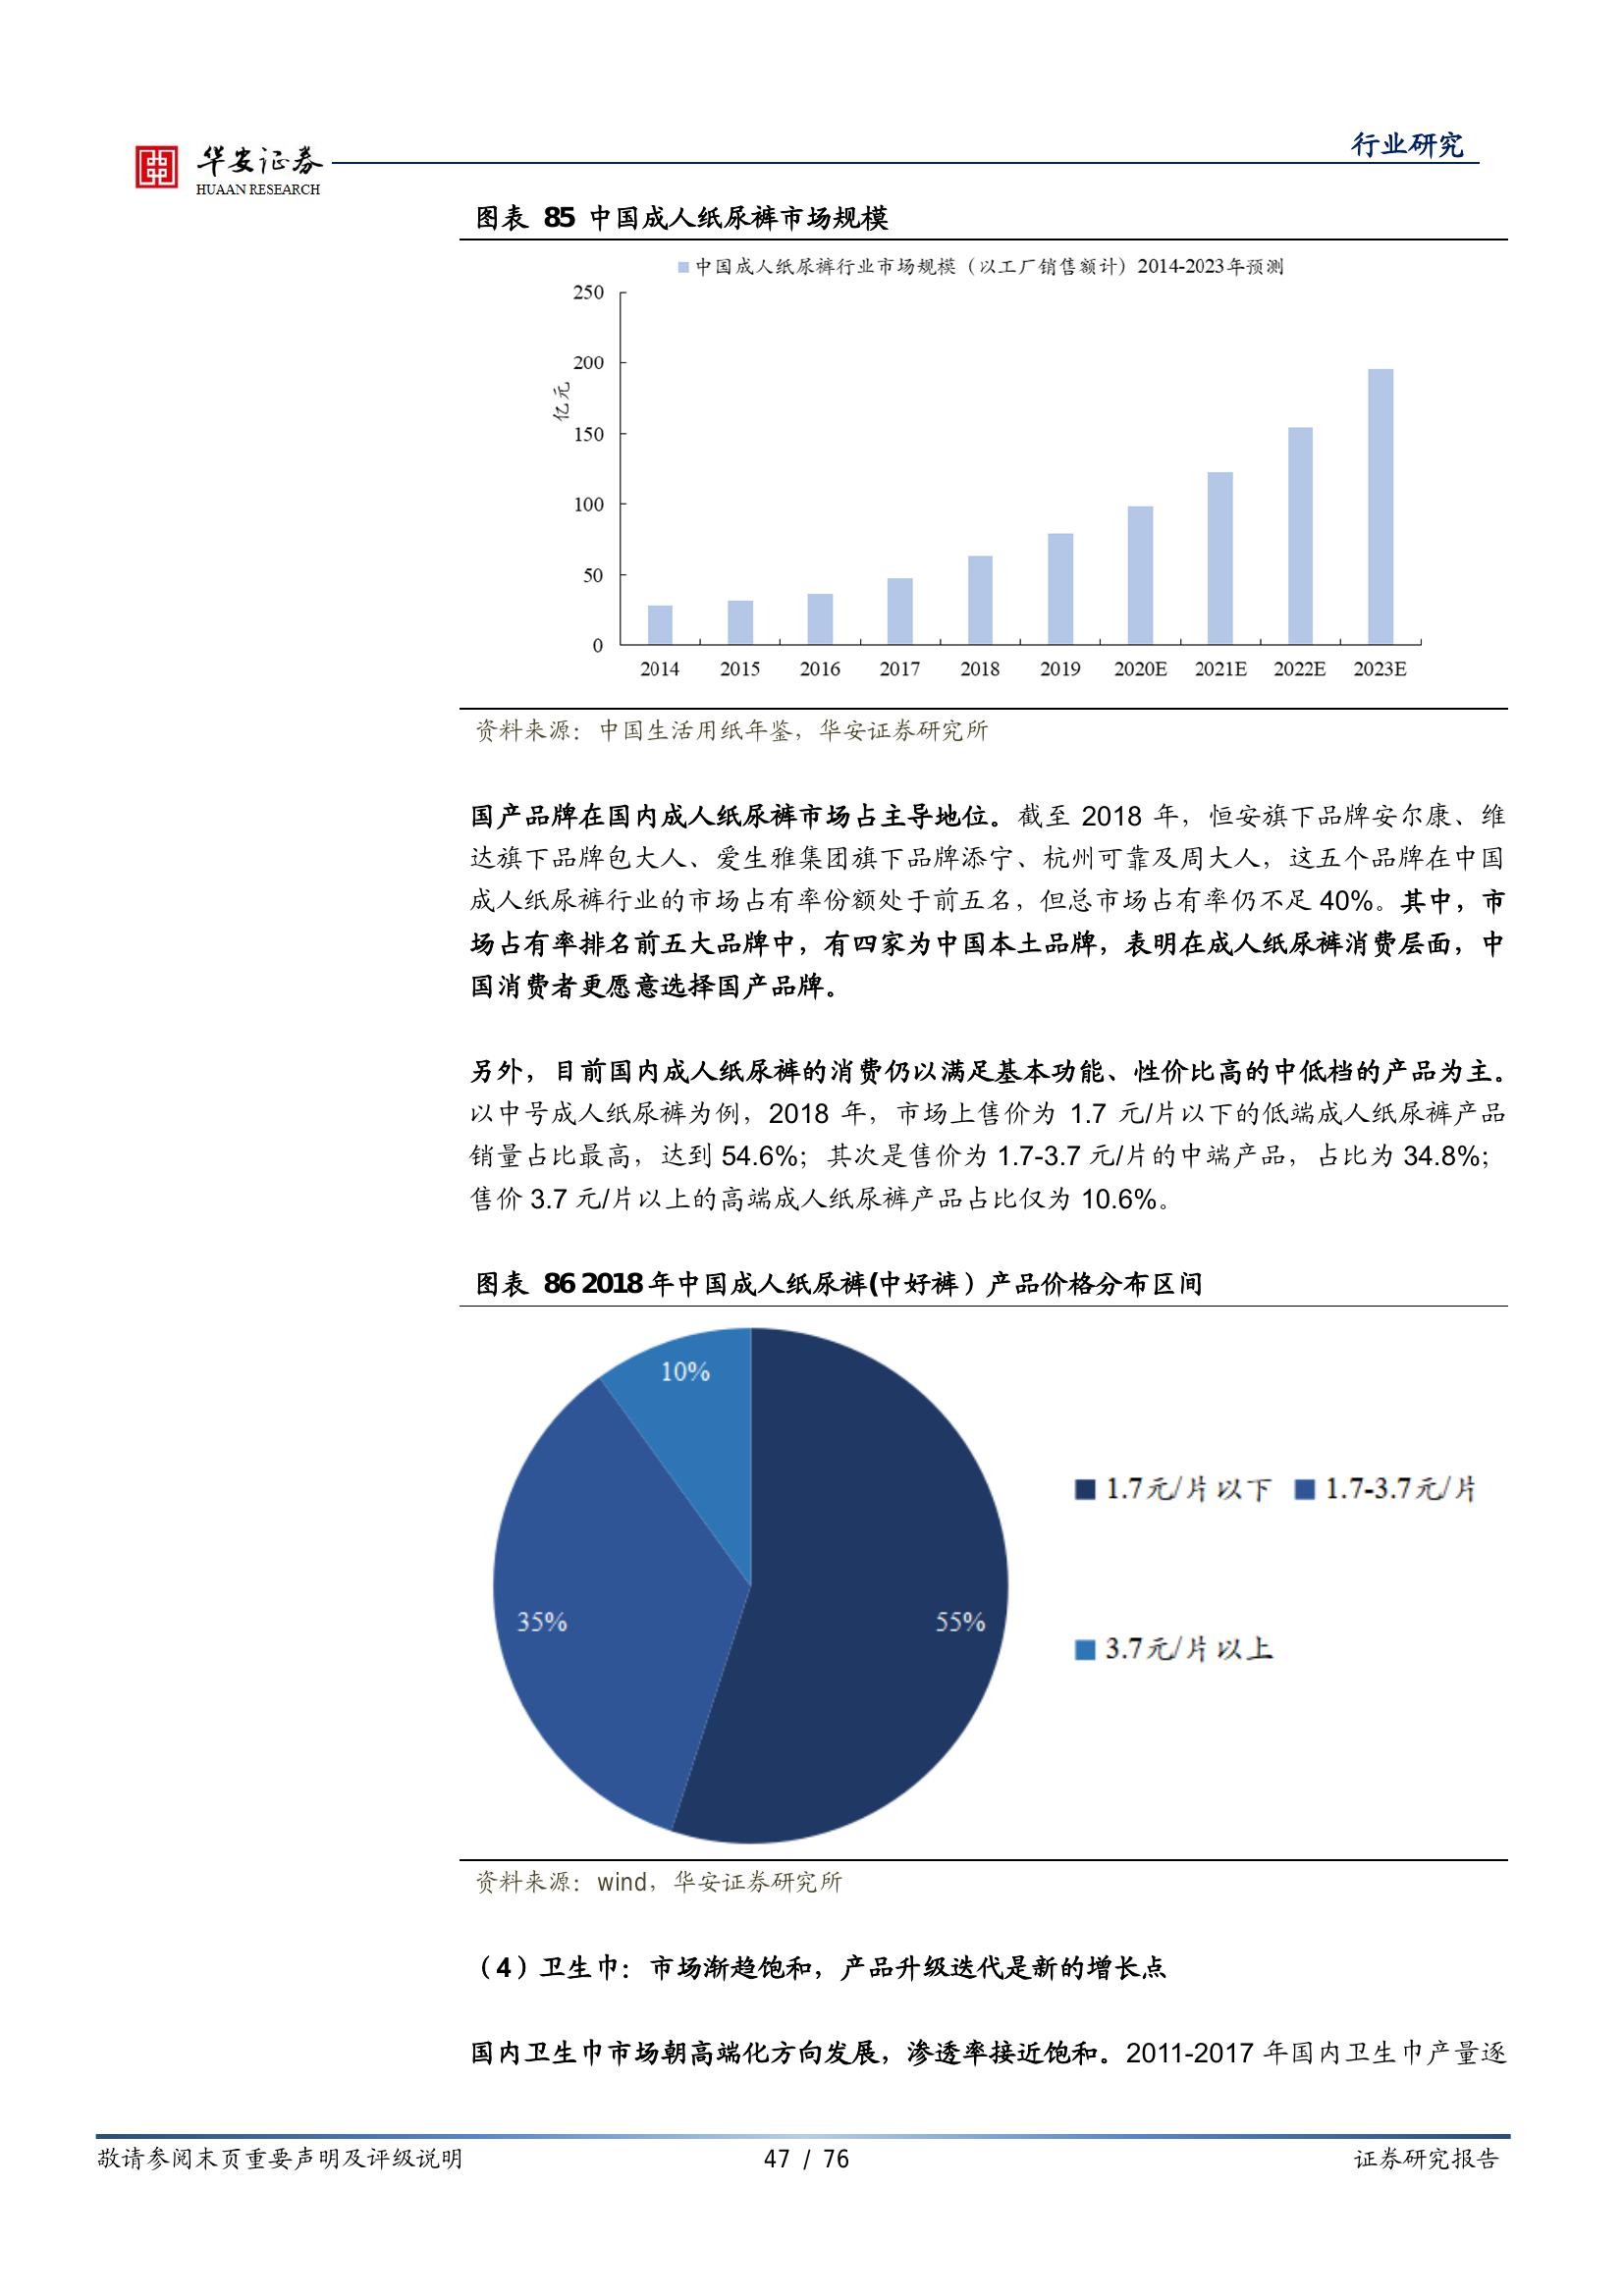 行业研究
华安证券
HUAAN RESEARCH
图表 85 中国成人纸尿裤市场规模
中国成人纸尿裤行业市场规模（以工厂销售额计）2014-2023年预测
250
200
150
100
50
0
亿元
2014 2015 2016 2017 2018 2019 2020E 2021E 2022E 2023E
资料来源：中国生活用纸年鉴，华安证券研究所
国产品牌在国内成人纸尿裤市场占主导地位。截至 2018 年，恒安旗下品牌安尔康、维
达旗下品牌包大人、爱生雅集团旗下品牌添宁、杭州可靠及周大人，这五个品牌在中国
成人纸尿裤行业的市场占有率份额处于前五名，但总市场占有率仍不足 40%。其中，市
场占有率排名前五大品牌中，有四家为中国本土品牌，表明在成人纸尿裤消费层面，中
国消费者更愿意选择国产品牌。
另外，目前国内成人纸尿裤的消费仍以满足基本功能、性价比高的中低档的产品为主。
以中号成人纸尿裤为例，2018 年，市场上售价为 1.7 元/片以下的低端成人纸尿裤产品
销量占比最高，达到 54.6%；其次是售价为 1.7-3.7 元/片的中端产品，占比为 34.8%；
售价 3.7 元/片以上的高端成人纸尿裤产品占比仅为 10.6%。
图表 86 2018 年中国成人纸尿裤(中好裤）产品价格分布区间
10%
35%
55%
1.7元/片以下 1.7-3.7元/片
3.7元/片以上
资料来源：wind，华安证券研究所
（4）卫生巾：市场渐趋饱和，产品升级迭代是新的增长点
国内卫生巾市场朝高端化方向发展，渗透率接近饱和。2011-2017 年国内卫生巾产量逐
敬请参阅末页重要声明及评级说明
47 / 76
证券研究报告